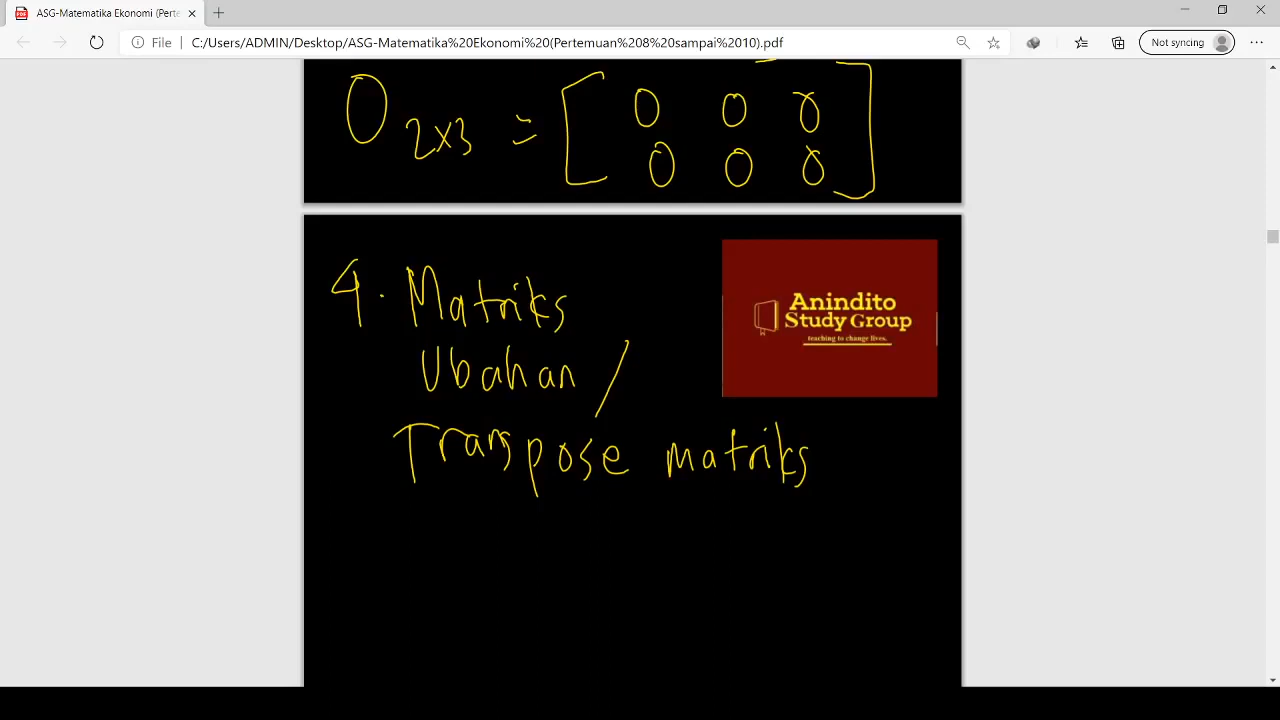 ASG-Matematika Ekonomi (Perte
File
C:/Users/ADMIN/Desktop/ASG-Matematika%20Ekonomi%20(Pertemuan%208%20sampai%2010).pdf
Not syncing
O 2x3 = [ 0 0 0
0 0 0 ]
4. Matriks
Ubahan /
Transpose matriks
Anindito
Study Group
teaching to change lives.